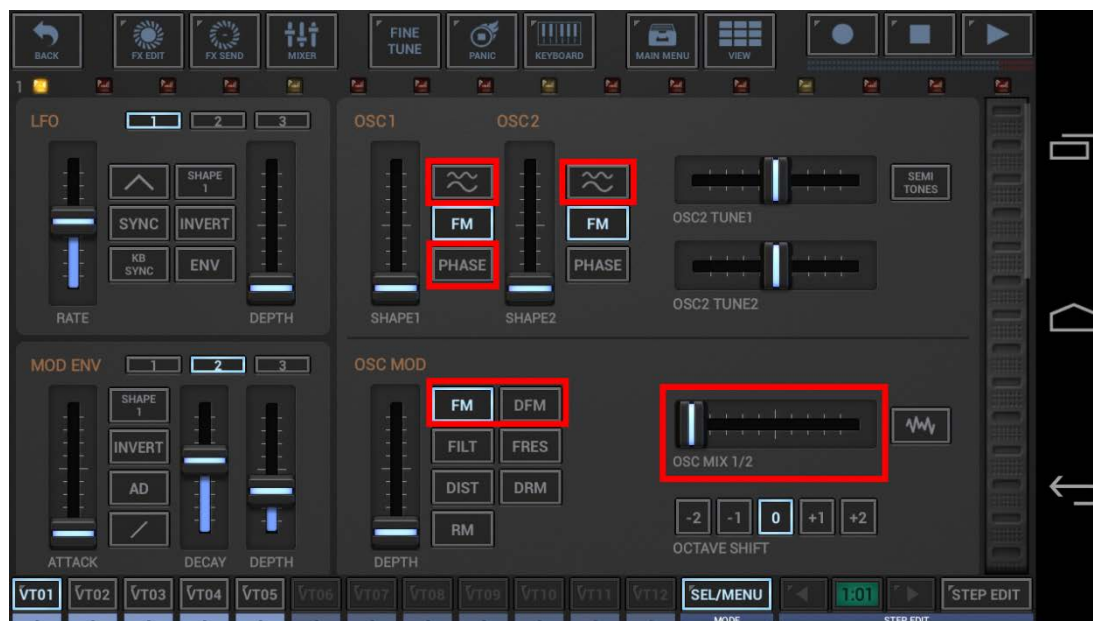 BACK FX EDIT FX SEND MIXER FINE TUNE PANIC KEYBOARD MAIN MENU VIEW
1
LFO 1 2 3 OSC1 OSC2
SHAPE 1
SYNC INVERT FM FM SEMI TONES
OSC2 TUNE1
KB SYNC ENV PHASE PHASE
OSC2 TUNE2
RATE DEPTH SHAPE1 SHAPE2
MOD ENV 1 2 3 OSC MOD
SHAPE 1 FM DFM
INVERT FILT FRES
OSC MIX 1/2
AD DIST DRM
RM -2 -1 0 +1 +2
OCTAVE SHIFT
ATTACK DECAY DEPTH DEPTH
VT01 VT02 VT03 VT04 VT05 VT06 VT07 VT08 VT09 VT10 VT11 VT12 SEL/MENU 1:01 STEP EDIT
MODE STEP EDIT